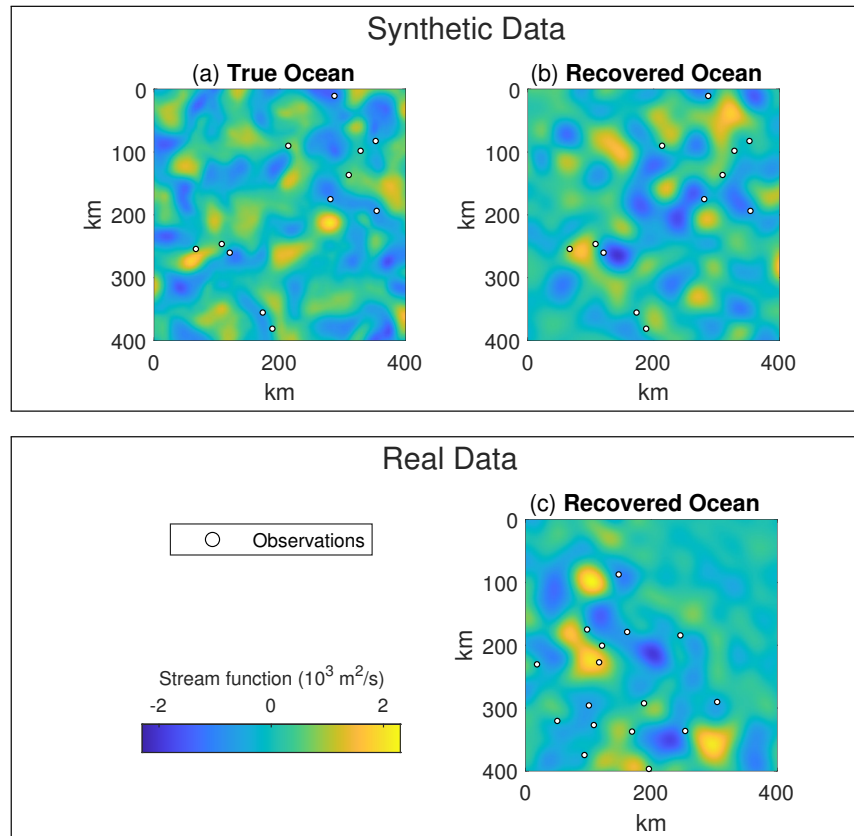 Synthetic Data
(a) True Ocean
(b) Recovered Ocean
0
100
200
300
400
km
0
200
400
km
0
100
200
300
400
km
0
200
400
km
Real Data
(c) Recovered Ocean
Observations
Stream function (10³ m²/s)
-2
0
2
0
100
200
300
400
km
0
200
400
km